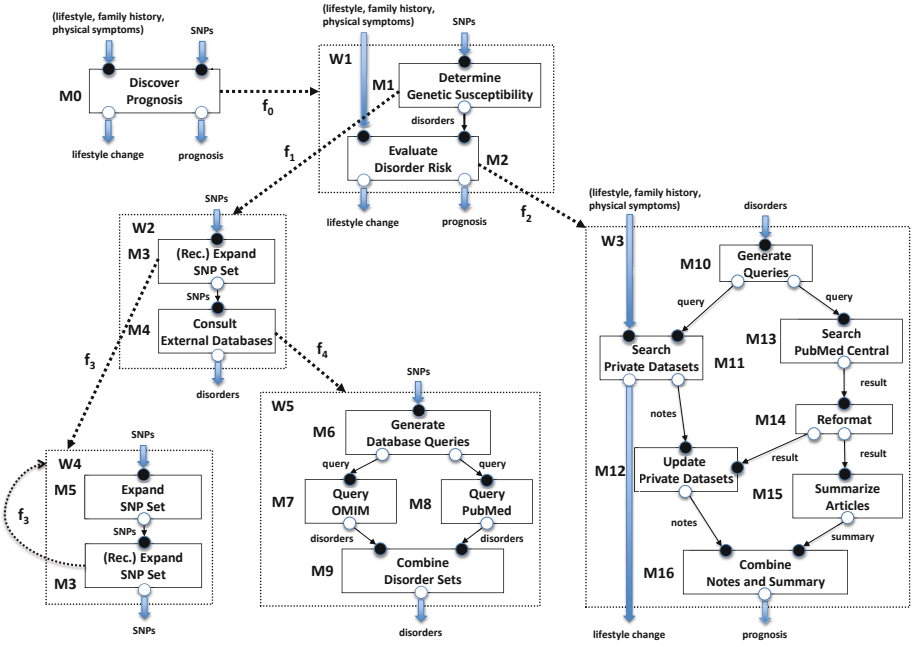 (lifestyle, family history,
physical symptoms)
SNPs
M0
Discover
Prognosis
lifestyle change
prognosis
f0
(lifestyle, family history,
physical symptoms)
SNPs
W1
M1
Determine
Genetic Susceptibility
disorders
Evaluate
Disorder Risk
M2
lifestyle change
prognosis
f1
f2
SNPs
W2
M3
(Rec.) Expand
SNP Set
SNPs
M4
Consult
External Databases
disorders
f3
f4
SNPs
W4
M5
Expand
SNP Set
SNPs
f3
(Rec.) Expand
SNP Set
M3
SNPs
SNPs
W5
M6
Generate
Database Queries
query
query
M7
Query
OMIM
M8
Query
PubMed
disorders
disorders
M9
Combine
Disorder Sets
disorders
(lifestyle, family history,
physical symptoms)
disorders
W3
M10
Generate
Queries
query
query
Search
Private Datasets
M11
M13
Search
PubMed Central
result
notes
M14
Reformat
result
result
M12
Update
Private Datasets
M15
Summarize
Articles
notes
summary
M16
Combine
Notes and Summary
lifestyle change
prognosis